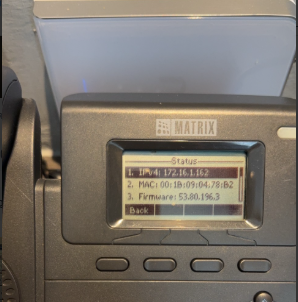 MATRIX
Status
1. IPv4: 172.16.1.162
2. MAC: 00:1B:09:04:78:B2
3. Firmware: 53.80.196.3
Back